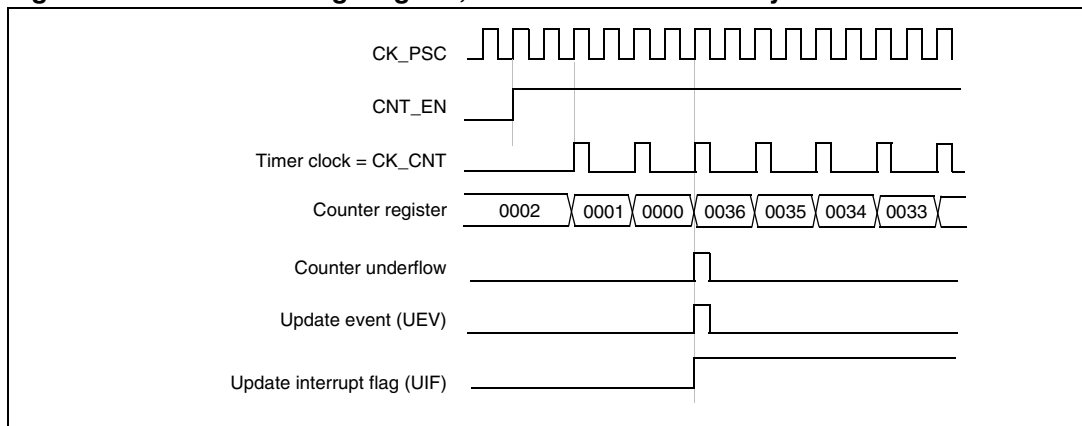 CK_PSC
CNT_EN
Timer clock = CK_CNT
Counter register 0002 0001 0000 0036 0035 0034 0033
Counter underflow
Update event (UEV)
Update interrupt flag (UIF)